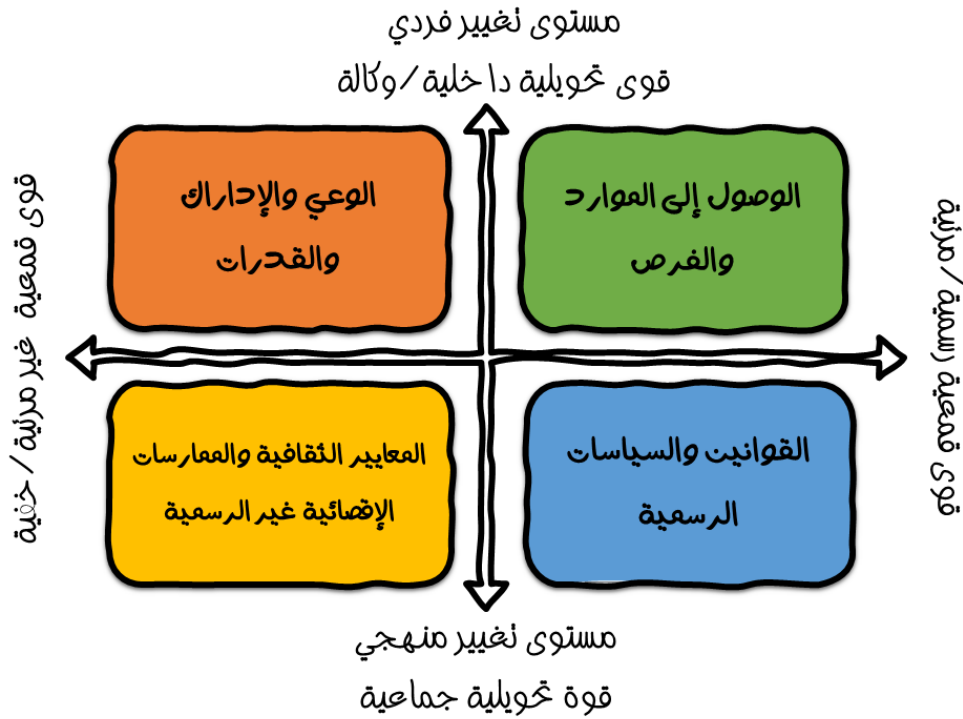 مستوى تغيير فردي
قوى تحويلية داخلية/وكالة
الوصول إلى الموارد
والفرص
الوعي والإداراك
والقدرات
قوى قمعية رسمية/مرئية
قوى قمعية غير مرئية/خفية
القوانين والسياسات
الرسمية
المعايير الثقافية والممارسات
الإقصائية غير الرسمية
مستوى تغيير منهجي
قوة تحويلية جماعية